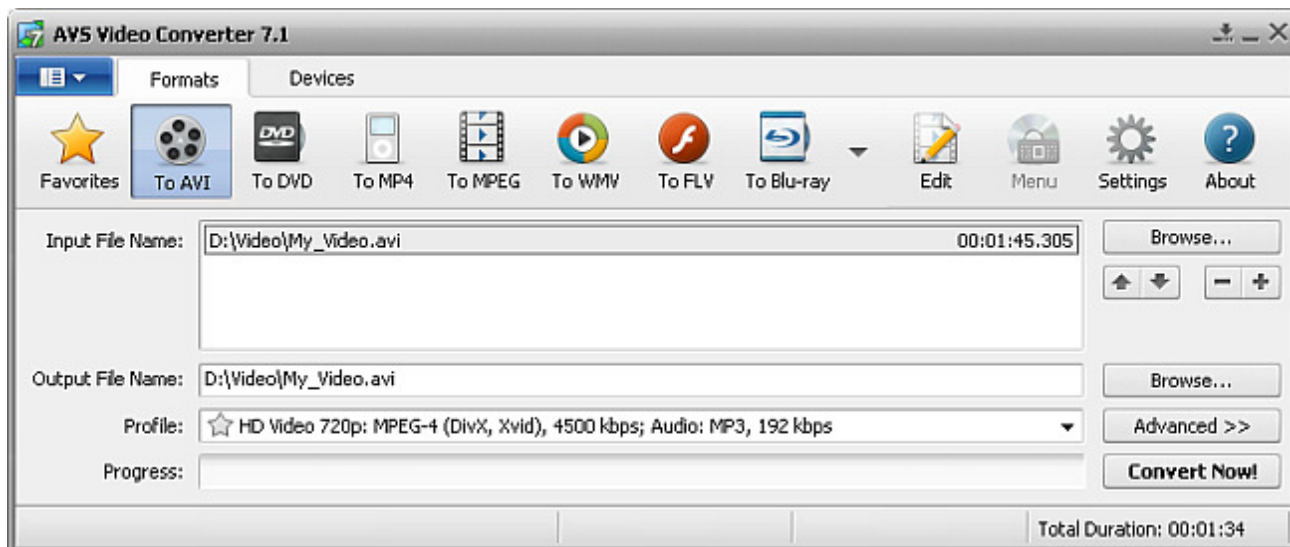 AVS Video Converter 7.1
Formats Devices
DVD
Favorites To AVI To DVD To MP4 To MPEG To WMV To FLV To Blu-ray Edit Menu Settings About
Input File Name: D:\Video\My_Video.avi 00:01:45.305 Browse...
Output File Name: D:\Video\My_Video.avi Browse...
Profile: HD Video 720p: MPEG-4 (DivX, Xvid), 4500 kbps; Audio: MP3, 192 kbps Advanced >>
Progress: Convert Now!
Total Duration: 00:01:34